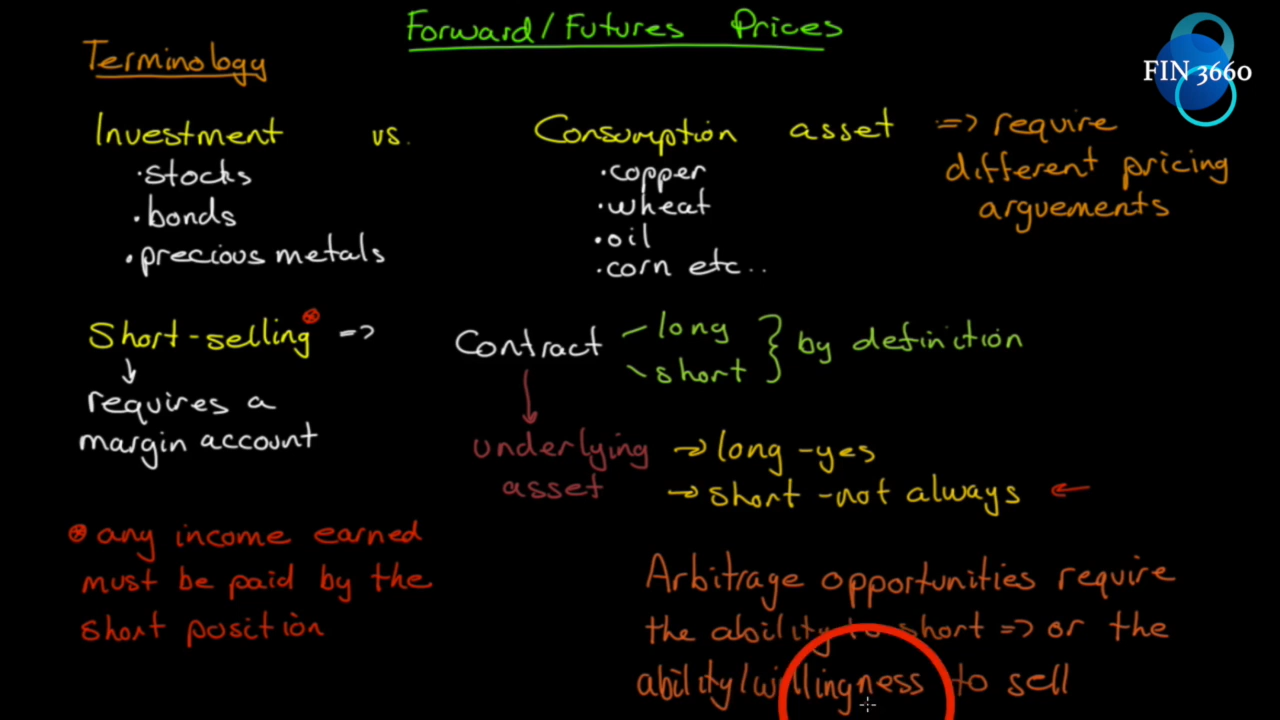 Forward/Futures Prices
FIN 3660
Terminology
Investment vs. Consumption asset => require
different pricing
arguements
·stocks
·bonds
·precious metals
·copper
·wheat
·oil
·corn etc..
Short-selling⊗ =>
requires a
margin account
Contract
long
short
} by definition
underlying
asset
→ long -yes
→ short -not always ←
⊗ any income earned
must be paid by the
short position
Arbitrage opportunities require
the ability to short => or the
ability/willingness to sell